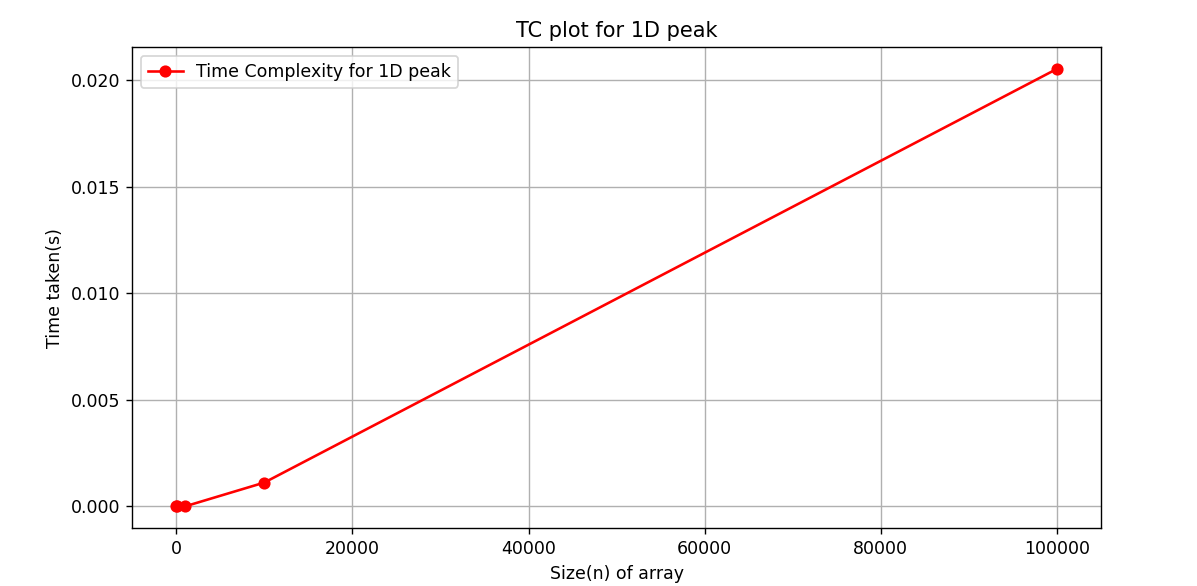 TC plot for 1D peak
Time Complexity for 1D peak
0.020
0.015
0.010
0.005
0.000
Time taken(s)
0 20000 40000 60000 80000 100000
Size(n) of array